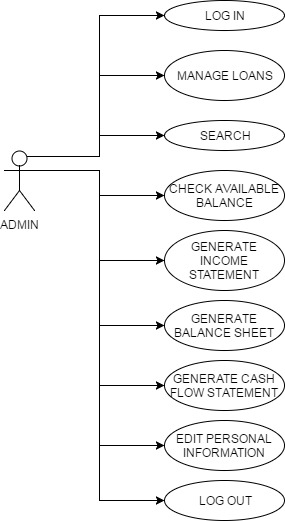 LOG IN
MANAGE LOANS
SEARCH
CHECK AVAILABLE
BALANCE
ADMIN
GENERATE
INCOME
STATEMENT
GENERATE
BALANCE SHEET
GENERATE CASH
FLOW STATEMENT
EDIT PERSONAL
INFORMATION
LOG OUT